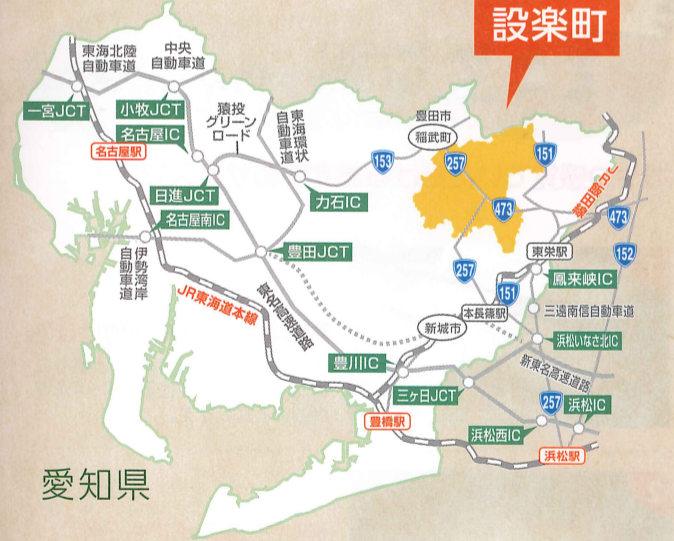 設楽町
東海北陸
自動車道
中央
自動車道
一宮JCT
小牧JCT
猿投
グリーン
ロード
東海環状
自動車道
豊田市
稲武町
名古屋IC
名古屋駅
153
257
151
JR飯田線
日進JCT
力石IC
473
473
名古屋南IC
豊田JCT
東栄駅
152
伊勢湾岸
自動車道
257
鳳来峡IC
JR東海道本線
東名高速道路
151
本長篠駅
三遠南信自動車道
新城市
浜松いなさ北IC
豊川IC
新東名高速道路
三ヶ日JCT
257
浜松IC
豊橋駅
浜松西IC
浜松駅
愛知県